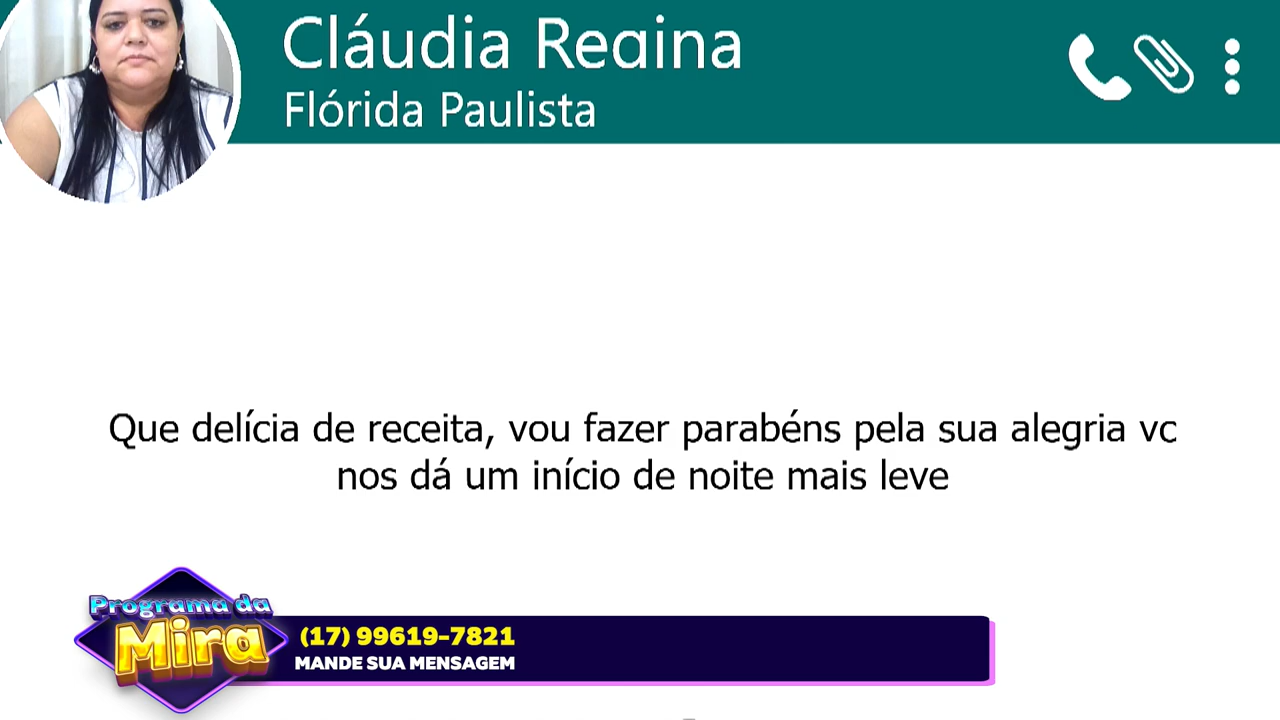 Cláudia Regina
Flórida Paulista
Que delícia de receita, vou fazer parabéns pela sua alegria vc
nos dá um início de noite mais leve
Programa da
Mira
(17) 99619-7821
MANDE SUA MENSAGEM